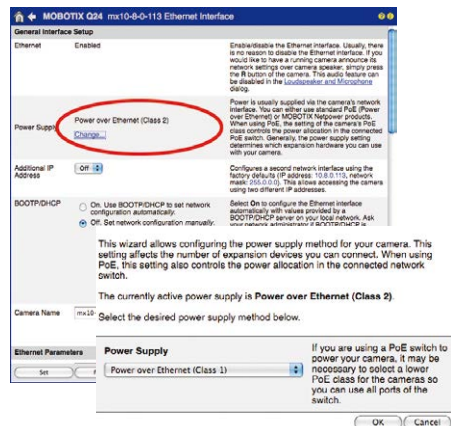 MOBOTIX Q24 mx10-8-0-113 Ethernet Interface
General Interface Setup
Ethernet
Enabled
Enable/disable the Ethernet interface. Usually, there
is no reason to disable the Ethernet interface. If you
would like to have a running camera announce its
network settings over camera speaker, simply press
the R button of the camera. This audio feature can
be disabled in the Loudspeaker and Microphone
dialog.
Power Supply
Power over Ethernet (Class 2)
Change...
Power is usually supplied via the camera's network
interface. You can either use standard PoE (Power
over Ethernet) or MOBOTIX Netpower products.
When using PoE, the setting of the camera's PoE
class controls the power allocation in the connected
PoE switch. Generally, the power supply setting
determines which expansion hardware you can use
with your camera.
Additional IP
Address
Off
Configures a second network interface using the
factory defaults (IP address: 10.8.0.113, network
mask: 255.0.0.0). This allows accessing the camera
using two different IP addresses.
BOOTP/DHCP
On. Use BOOTP/DHCP to set network
configuration automatically.
Off. Set network configuration manually.
Select On to configure the Ethernet interface
automatically with values provided by a
BOOTP/DHCP server on your local network. Ask
your network administrator if BOOTP/DHCP is
This wizard allows configuring the power supply method for your camera. This
setting affects the number of expansion devices you can connect. When using
PoE, this setting also controls the power allocation in the connected network
switch.
The currently active power supply is Power over Ethernet (Class 2).
Camera Name
mx10-
Select the desired power supply method below.
Ethernet Parameters
Set
Power Supply
Power over Ethernet (Class 1)
If you are using a PoE switch to
power your camera, it may be
necessary to select a lower
PoE class for the cameras so
you can use all ports of the
switch.
OK
Cancel